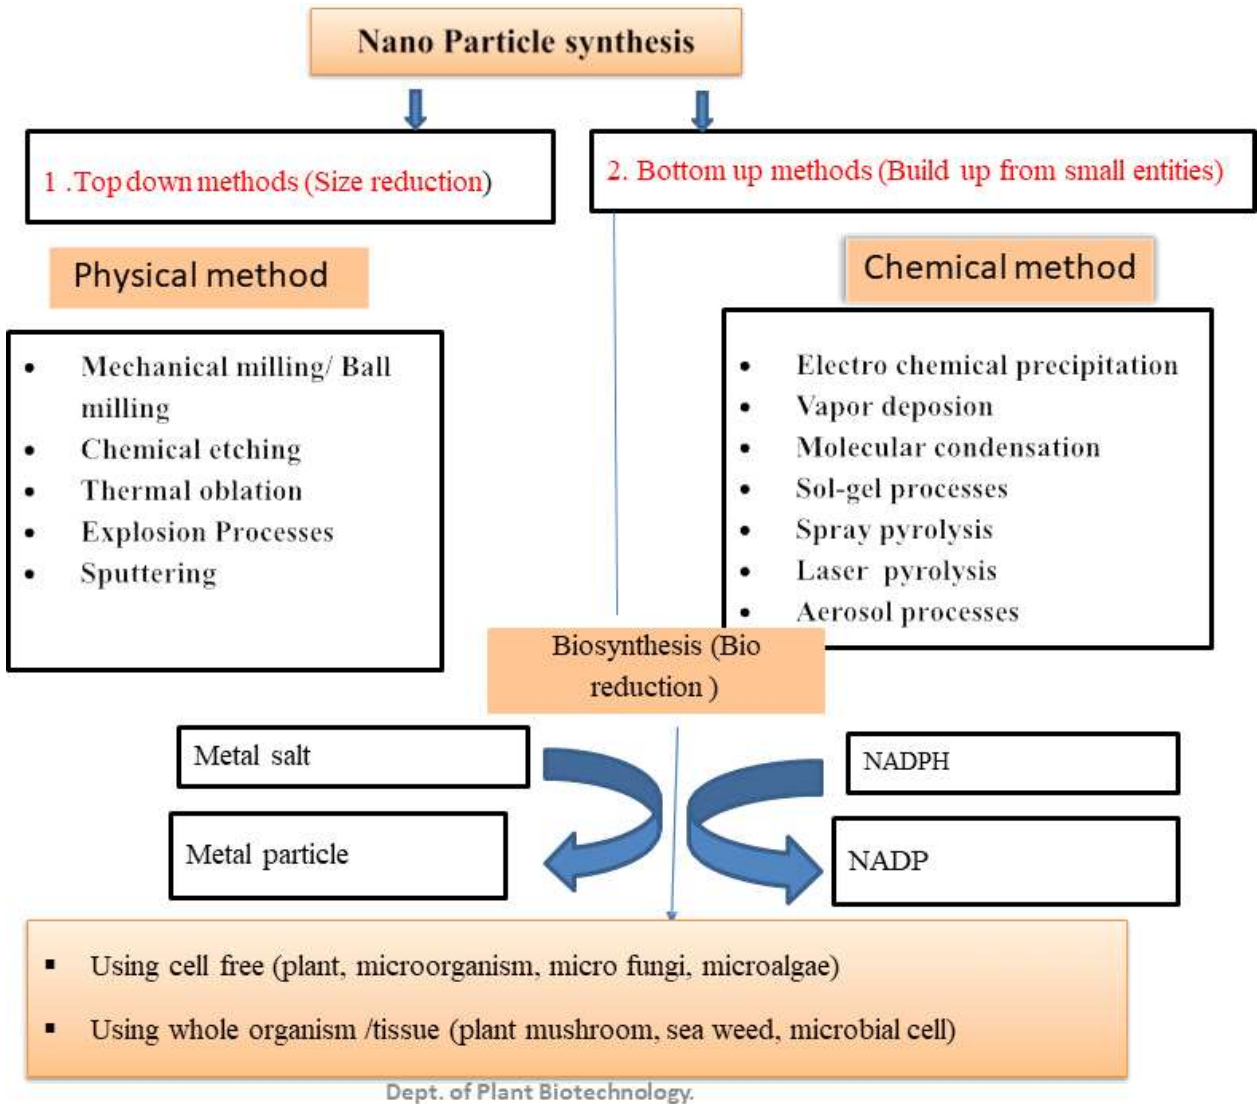 Nano Particle synthesis
1 .Top down methods (Size reduction)
2. Bottom up methods (Build up from small entities)
Physical method
Chemical method
• Mechanical milling/ Ball
milling
• Chemical etching
• Thermal oblation
• Explosion Processes
• Sputtering
• Electro chemical precipitation
• Vapor deposion
• Molecular condensation
• Sol-gel processes
• Spray pyrolysis
• Laser pyrolysis
• Aerosol processes
Biosynthesis (Bio
reduction )
Metal salt
NADPH
Metal particle
NADP
▪ Using cell free (plant, microorganism, micro fungi, microalgae)
▪ Using whole organism /tissue (plant mushroom, sea weed, microbial cell)
Dept. of Plant Biotechnology.